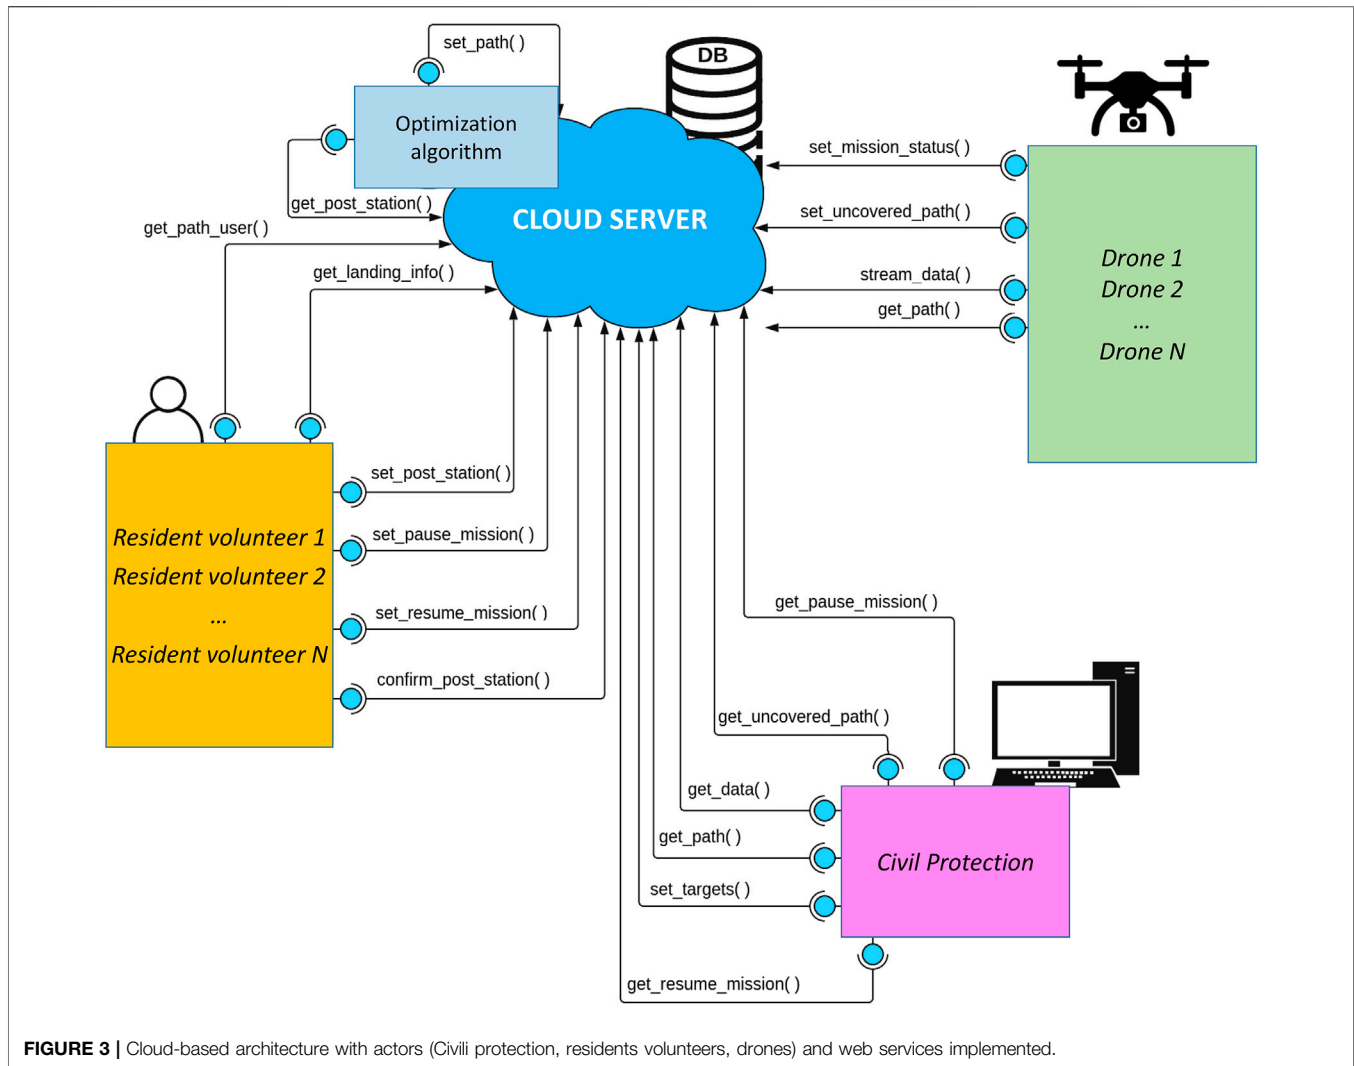 set_path( )
DB
Optimization
algorithm
set_mission_status( )
get_post_station( )
CLOUD SERVER
set_uncovered_path( )
get_path_user( )
get_landing_info( )
stream_data( )
get_path( )
Drone 1
Drone 2
...
Drone N
set_post_station( )
set_pause_mission( )
set_resume_mission( )
confirm_post_station( )
Resident volunteer 1
Resident volunteer 2
...
Resident volunteer N
get_pause_mission( )
get_uncovered_path( )
get_data( )
get_path( )
set_targets( )
get_resume_mission( )
Civil Protection
FIGURE 3 | Cloud-based architecture with actors (Civili protection, residents volunteers, drones) and web services implemented.